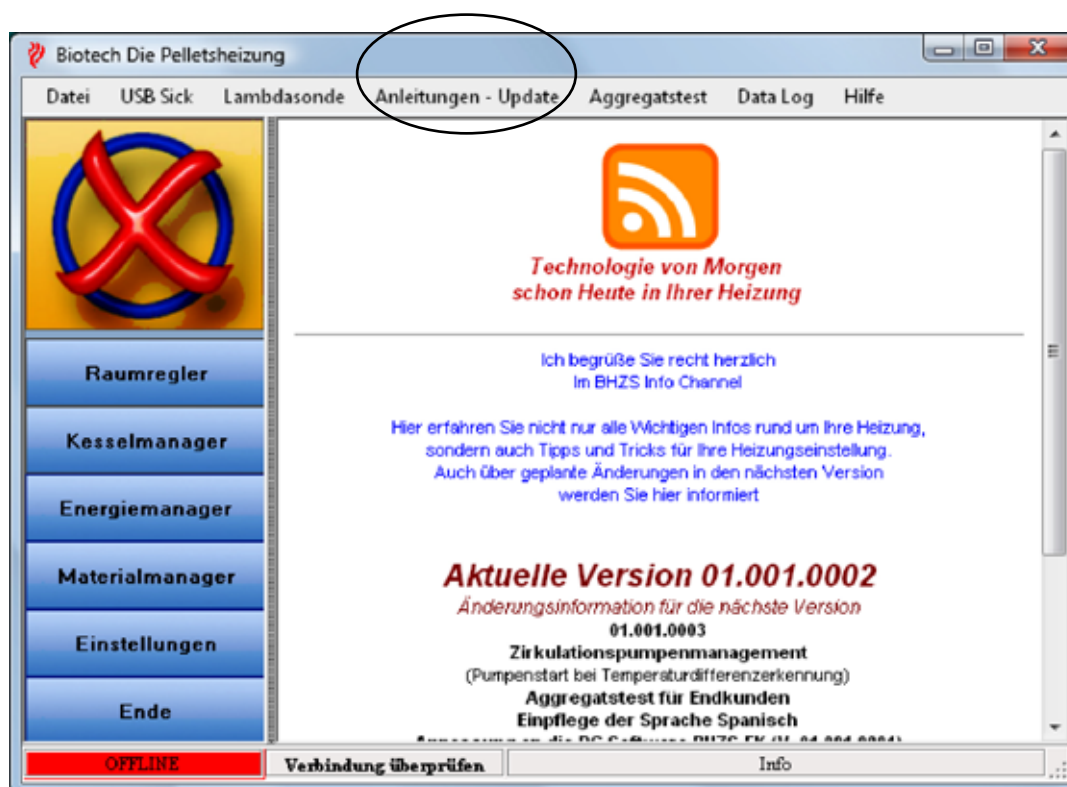 Biotech Die Pelletsheizung
Datei USB Sick Lambdasonde Anleitungen - Update Aggregatstest Data Log Hilfe
Technologie von Morgen
schon Heute in Ihrer Heizung
Raumregler
Kesselmanager
Energiemanager
Materialmanager
Einstellungen
Ende
Ich begrüße Sie recht herzlich
Im BHZS Info Channel
Hier erfahren Sie nicht nur alle Wichtigen Infos rund um Ihre Heizung,
sondern auch Tipps und Tricks für Ihre Heizungseinstellung.
Auch über geplante Änderungen in den nächsten Version
werden Sie hier informiert
Aktuelle Version 01.001.0002
Änderungsinformation für die nächste Version
01.001.0003
Zirkulationspumpenmanagement
(Pumpenstart bei Temperaturdifferenzerkennung)
Aggregatstest für Endkunden
Einpflege der Sprache Spanisch
OFFLINE Verbindung überprüfen Info